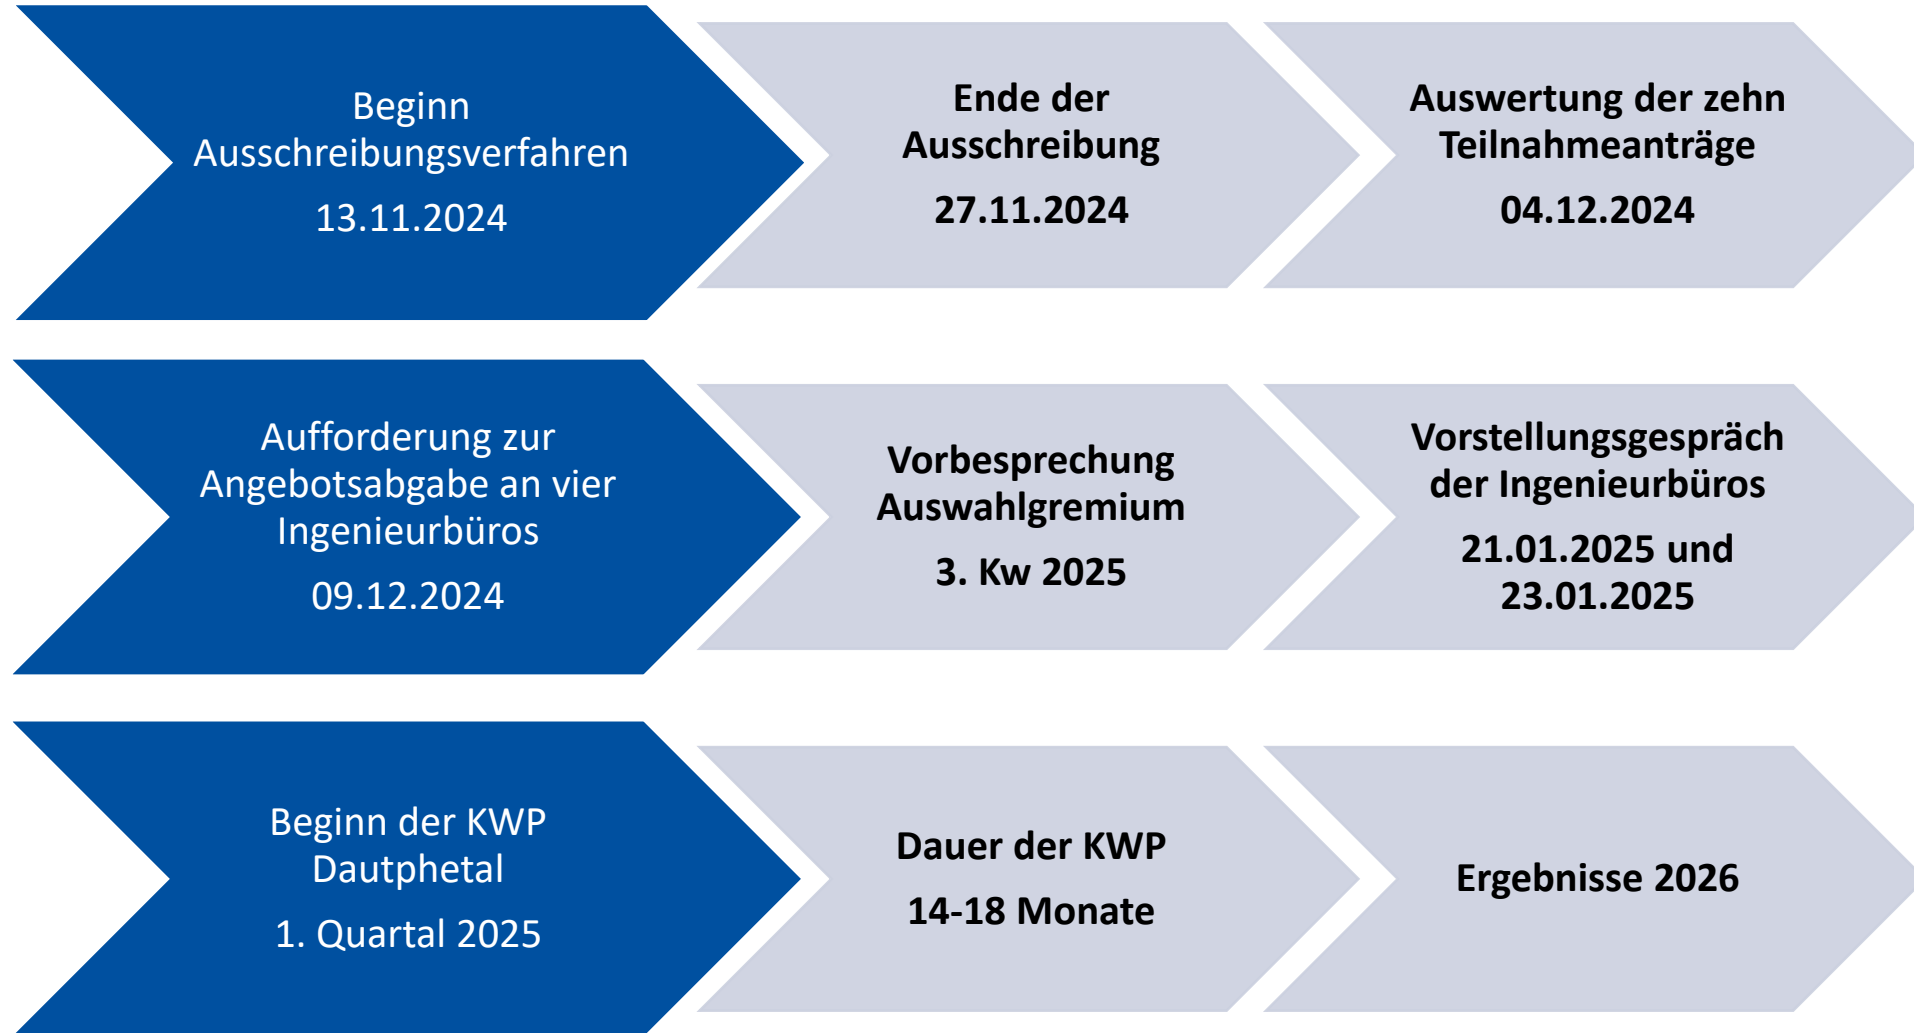 Beginn
Ausschreibungsverfahren
13.11.2024
Ende der
Ausschreibung
27.11.2024
Auswertung der zehn
Teilnahmeanträge
04.12.2024
Aufforderung zur
Angebotsabgabe an vier
Ingenieurbüros
09.12.2024
Vorbesprechung
Auswahlgremium
3. Kw 2025
Vorstellungsgespräch
der Ingenieurbüros
21.01.2025 und
23.01.2025
Beginn der KWP
Dautphetal
1. Quartal 2025
Dauer der KWP
14-18 Monate
Ergebnisse 2026